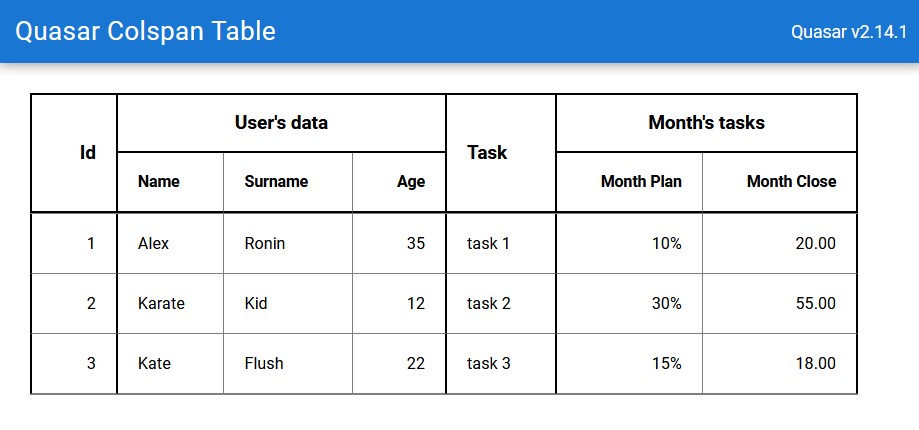 Quasar Colspan Table Quasar v2.14.1
Id User's data Task Month's tasks
Name Surname Age Month Plan Month Close
1 Alex Ronin 35 task 1 10% 20.00
2 Karate Kid 12 task 2 30% 55.00
3 Kate Flush 22 task 3 15% 18.00